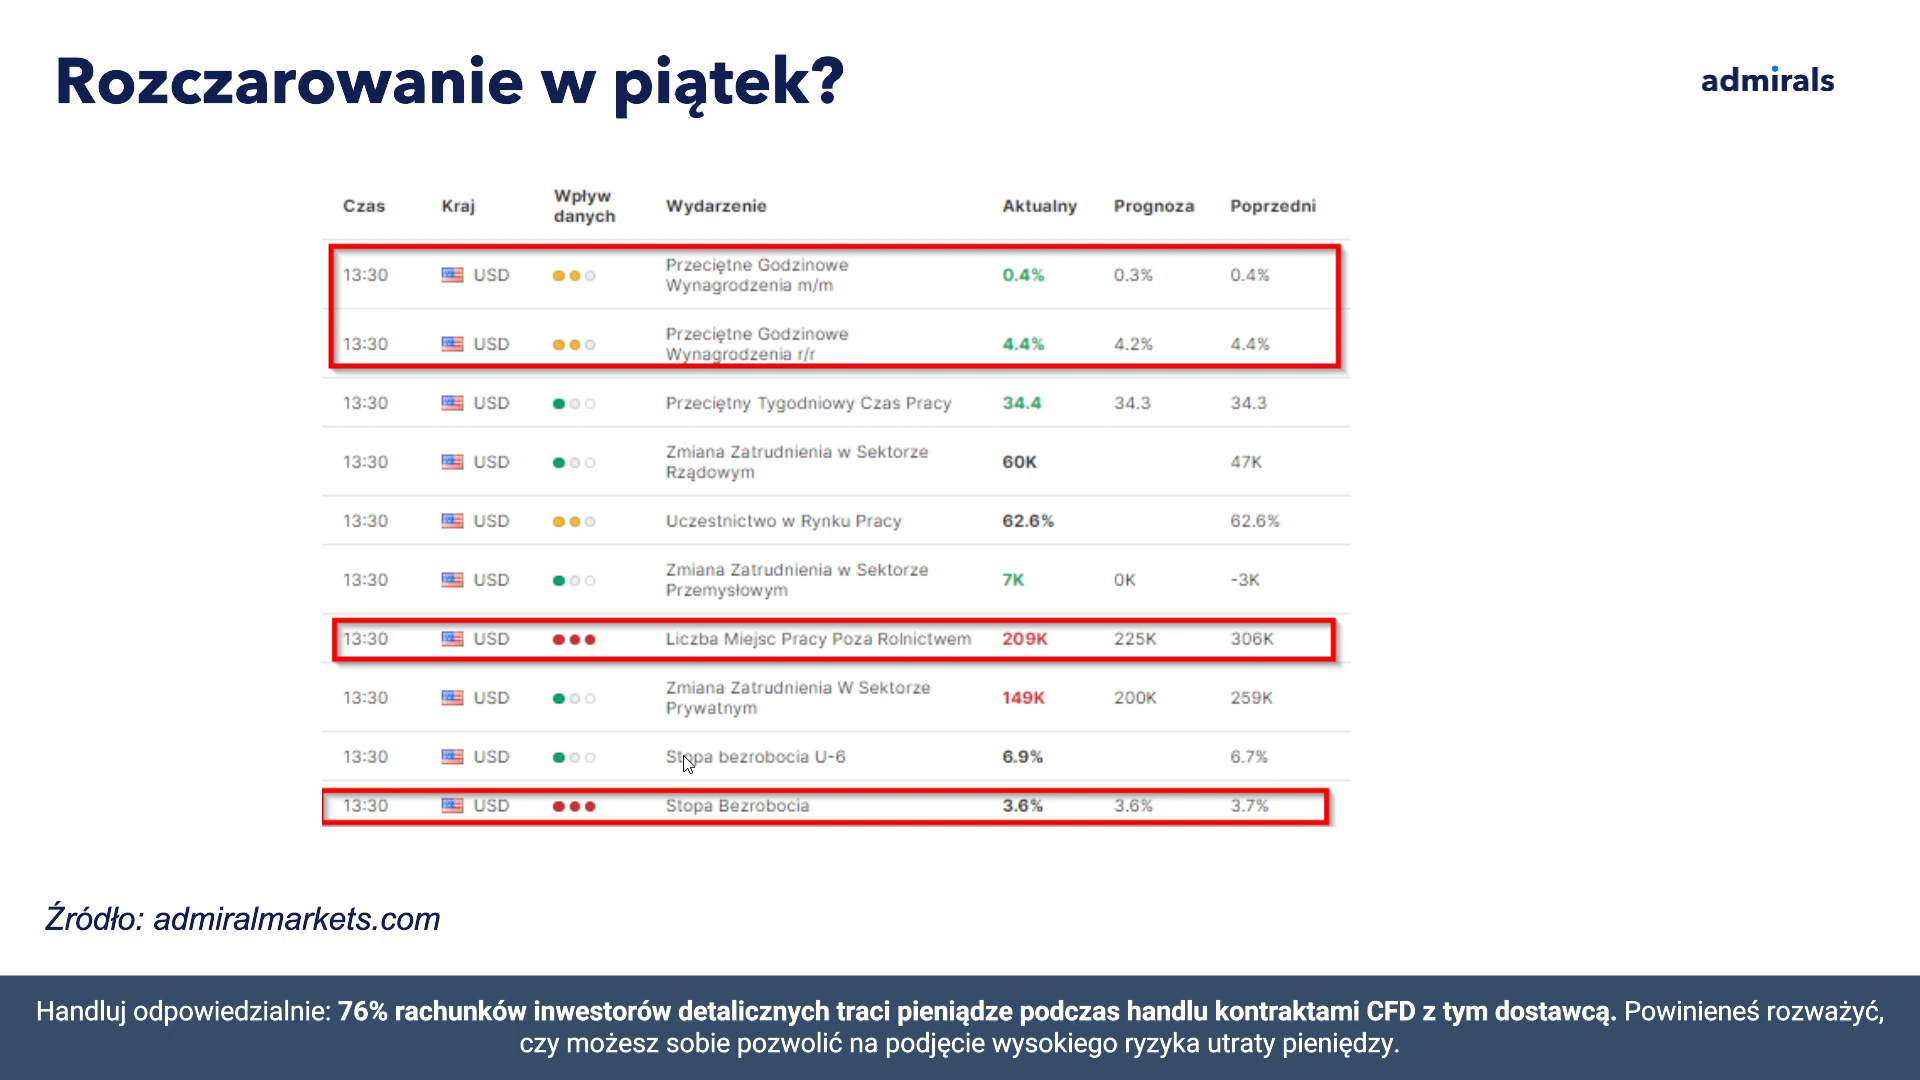 Rozczarowanie w piątek?
admirals
Czas Kraj Wpływ danych Wydarzenie Aktualny Prognoza Poprzedni
13:30 USD Przeciętne Godzinowe Wynagrodzenia m/m 0.4% 0.3% 0.4%
13:30 USD Przeciętne Godzinowe Wynagrodzenia r/r 4.4% 4.2% 4.4%
13:30 USD Przeciętny Tygodniowy Czas Pracy 34.4 34.3 34.3
13:30 USD Zmiana Zatrudnienia w Sektorze Rządowym 60K 47K
13:30 USD Uczestnictwo w Rynku Pracy 62.6% 62.6%
13:30 USD Zmiana Zatrudnienia w Sektorze Przemysłowym 7K 0K -3K
13:30 USD Liczba Miejsc Pracy Poza Rolnictwem 209K 225K 306K
13:30 USD Zmiana Zatrudnienia W Sektorze Prywatnym 149K 200K 259K
13:30 USD Stopa bezrobocia U-6 6.9% 6.7%
13:30 USD Stopa Bezrobocia 3.6% 3.6% 3.7%
Źródło: admiralmarkets.com
Handluj odpowiedzialnie: 76% rachunków inwestorów detalicznych traci pieniądze podczas handlu kontraktami CFD z tym dostawcą. Powinieneś rozważyć,
czy możesz sobie pozwolić na podjęcie wysokiego ryzyka utraty pieniędzy.